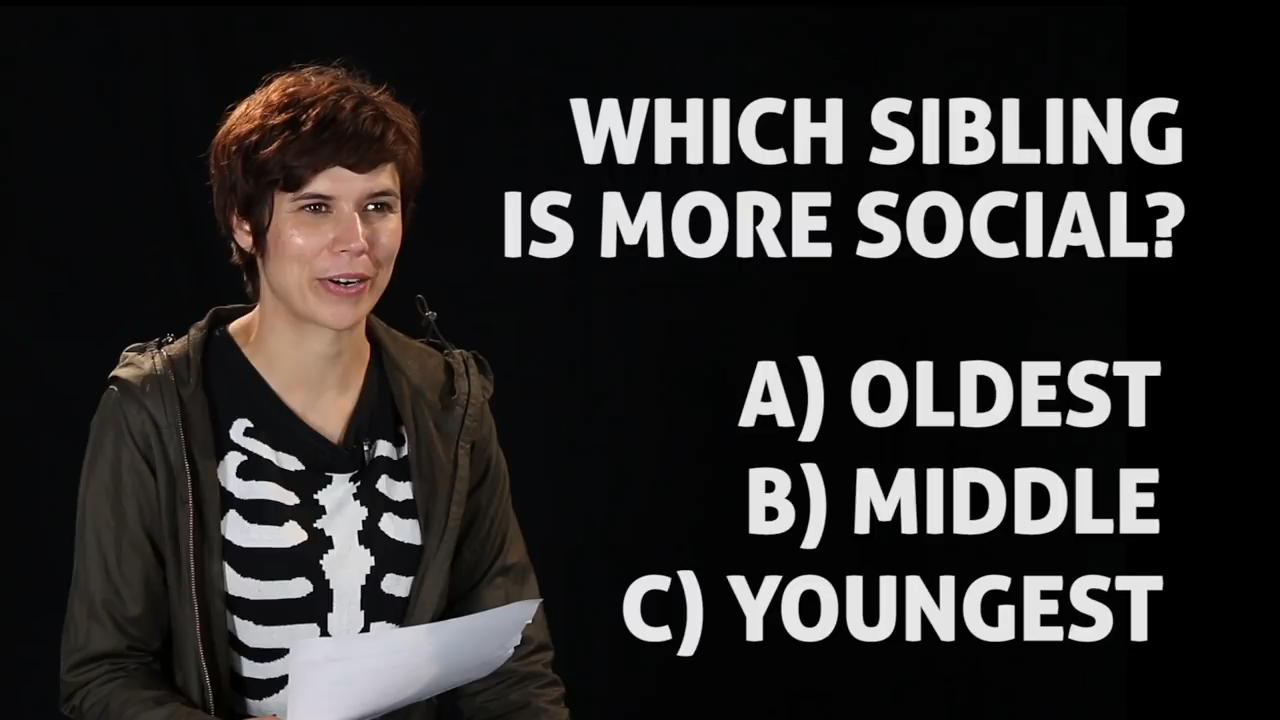 WHICH SIBLING
IS MORE SOCIAL?
A) OLDEST
B) MIDDLE
C) YOUNGEST